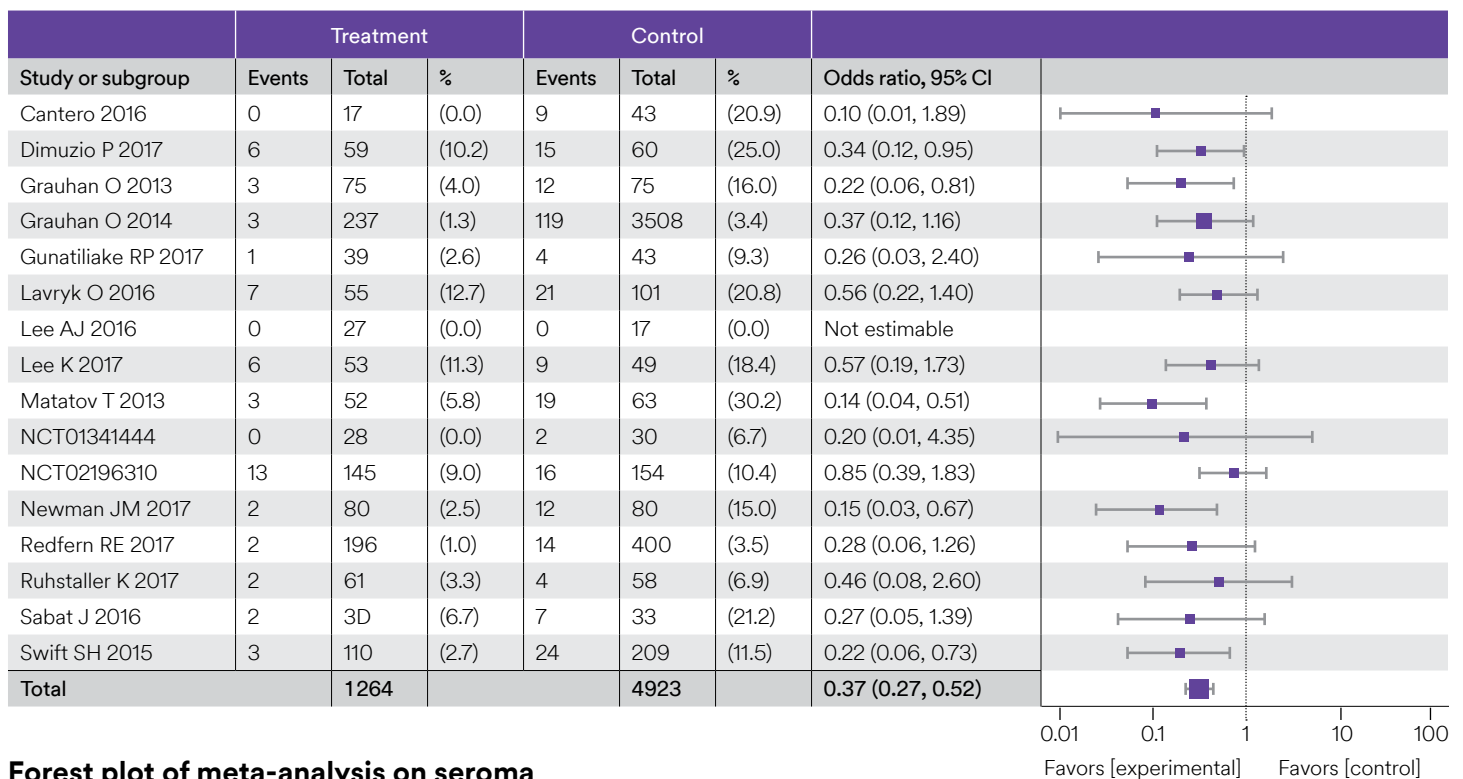 Treatment Control
Study or subgroup Events Total % Events Total % Odds ratio, 95% CI
Cantero 2016 0 17 (0.0) 9 43 (20.9) 0.10 (0.01, 1.89)
Dimuzio P 2017 6 59 (10.2) 15 60 (25.0) 0.34 (0.12, 0.95)
Grauhan O 2013 3 75 (4.0) 12 75 (16.0) 0.22 (0.06, 0.81)
Grauhan O 2014 3 237 (1.3) 119 3508 (3.4) 0.37 (0.12, 1.16)
Gunatiliake RP 2017 1 39 (2.6) 4 43 (9.3) 0.26 (0.03, 2.40)
Lavryk O 2016 7 55 (12.7) 21 101 (20.8) 0.56 (0.22, 1.40)
Lee AJ 2016 0 27 (0.0) 0 17 (0.0) Not estimable
Lee K 2017 6 53 (11.3) 9 49 (18.4) 0.57 (0.19, 1.73)
Matatov T 2013 3 52 (5.8) 19 63 (30.2) 0.14 (0.04, 0.51)
NCT01341444 0 28 (0.0) 2 30 (6.7) 0.20 (0.01, 4.35)
NCT02196310 13 145 (9.0) 16 154 (10.4) 0.85 (0.39, 1.83)
Newman JM 2017 2 80 (2.5) 12 80 (15.0) 0.15 (0.03, 0.67)
Redfern RE 2017 2 196 (1.0) 14 400 (3.5) 0.28 (0.06, 1.26)
Ruhstaller K 2017 2 61 (3.3) 4 58 (6.9) 0.46 (0.08, 2.60)
Sabat J 2016 2 3D (6.7) 7 33 (21.2) 0.27 (0.05, 1.39)
Swift SH 2015 3 110 (2.7) 24 209 (11.5) 0.22 (0.06, 0.73)
Total 1264 4923 0.37 (0.27, 0.52)
0.01 0.1 1 10 100
Favors [experimental] Favors [control]
Forest plot of meta-analysis on seroma